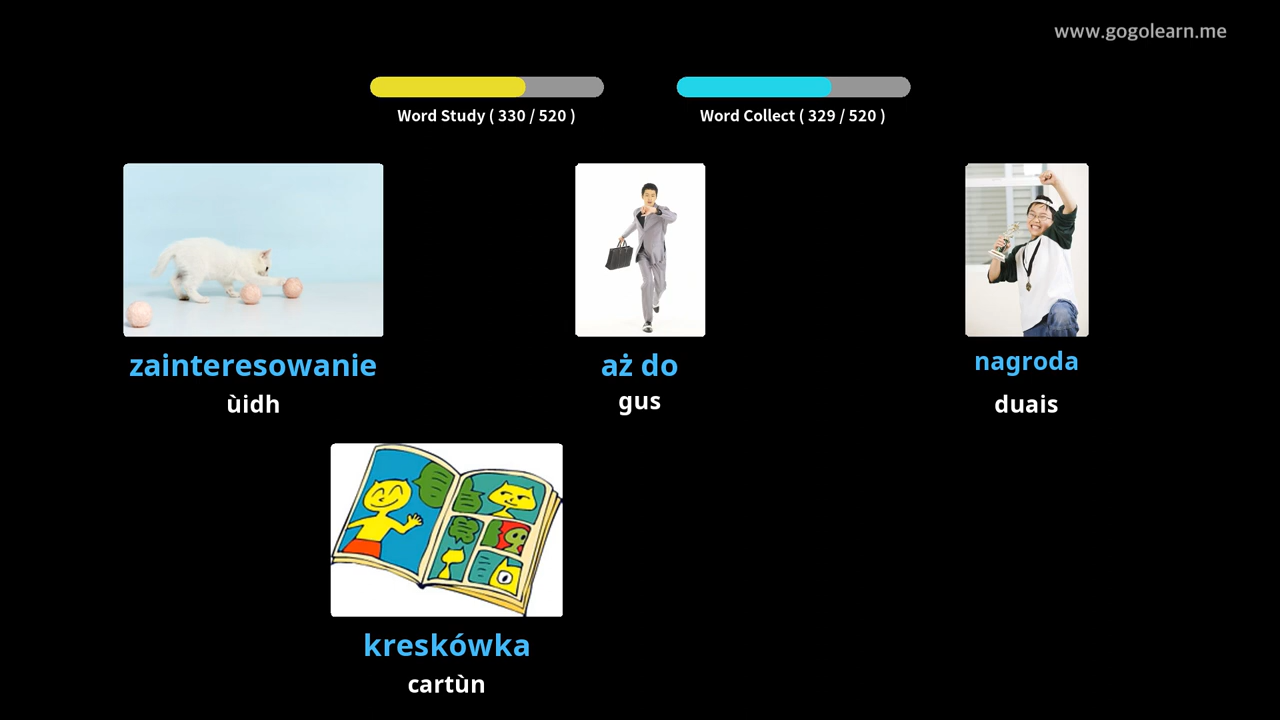 www.gogolearn.me
Word Study ( 330 / 520 )
Word Collect ( 329 / 520 )
zainteresowanie
ùidh
aż do
gus
nagroda
duais
kreskówka
cartùn